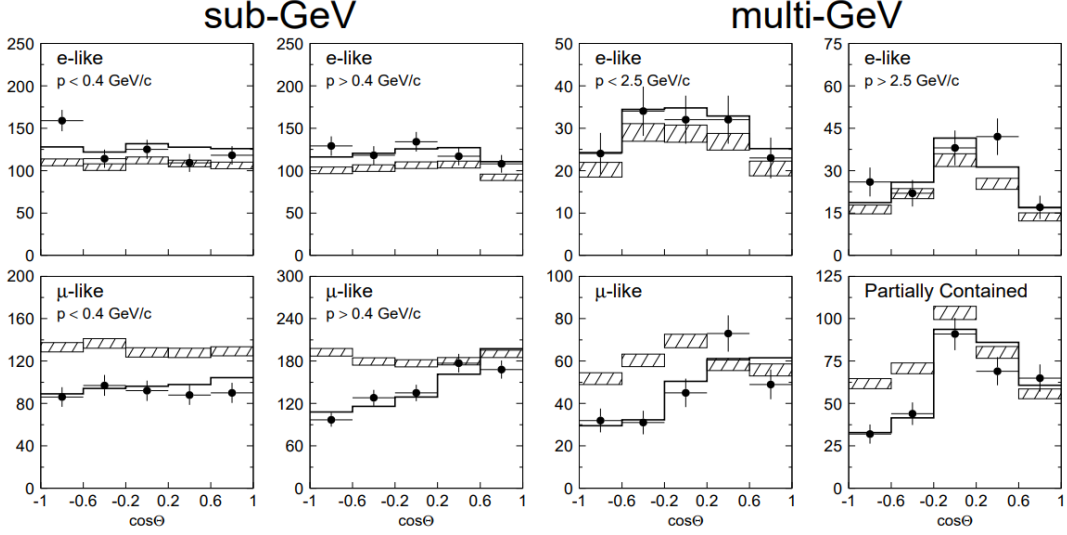 sub-GeV multi-GeV
250
200
150
125
100
50
0
e-like
p < 0.4 GeV/c
250
200
150
125
100
50
0
e-like
p > 0.4 GeV/c
50
40
30
20
10
0
e-like
p < 2.5 GeV/c
75
60
45
30
15
0
e-like
p > 2.5 GeV/c
200
160
120
80
40
0
μ-like
p < 0.4 GeV/c
-1 -0.6 -0.2 0.2 0.6 1
cosΘ
300
240
180
120
60
0
μ-like
p > 0.4 GeV/c
-1 -0.6 -0.2 0.2 0.6 1
cosΘ
100
80
60
40
20
0
μ-like
-1 -0.6 -0.2 0.2 0.6 1
cosΘ
125
100
75
50
25
0
Partially Contained
-1 -0.6 -0.2 0.2 0.6 1
cosΘ